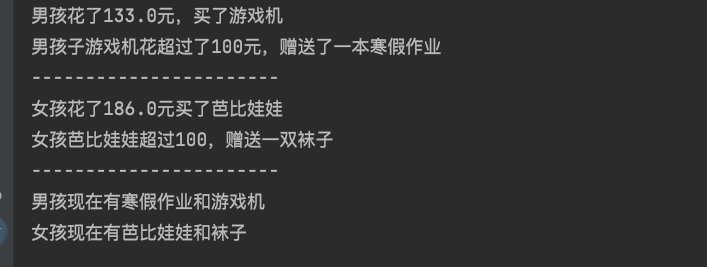 男孩花了133.0元，买了游戏机
男孩子游戏机花超过了100元，赠送了一本寒假作业
-----------------------
女孩花了186.0元买了芭比娃娃
女孩芭比娃娃超过100，赠送一双袜子
-----------------------
男孩现在有寒假作业和游戏机
女孩现在有芭比娃娃和袜子